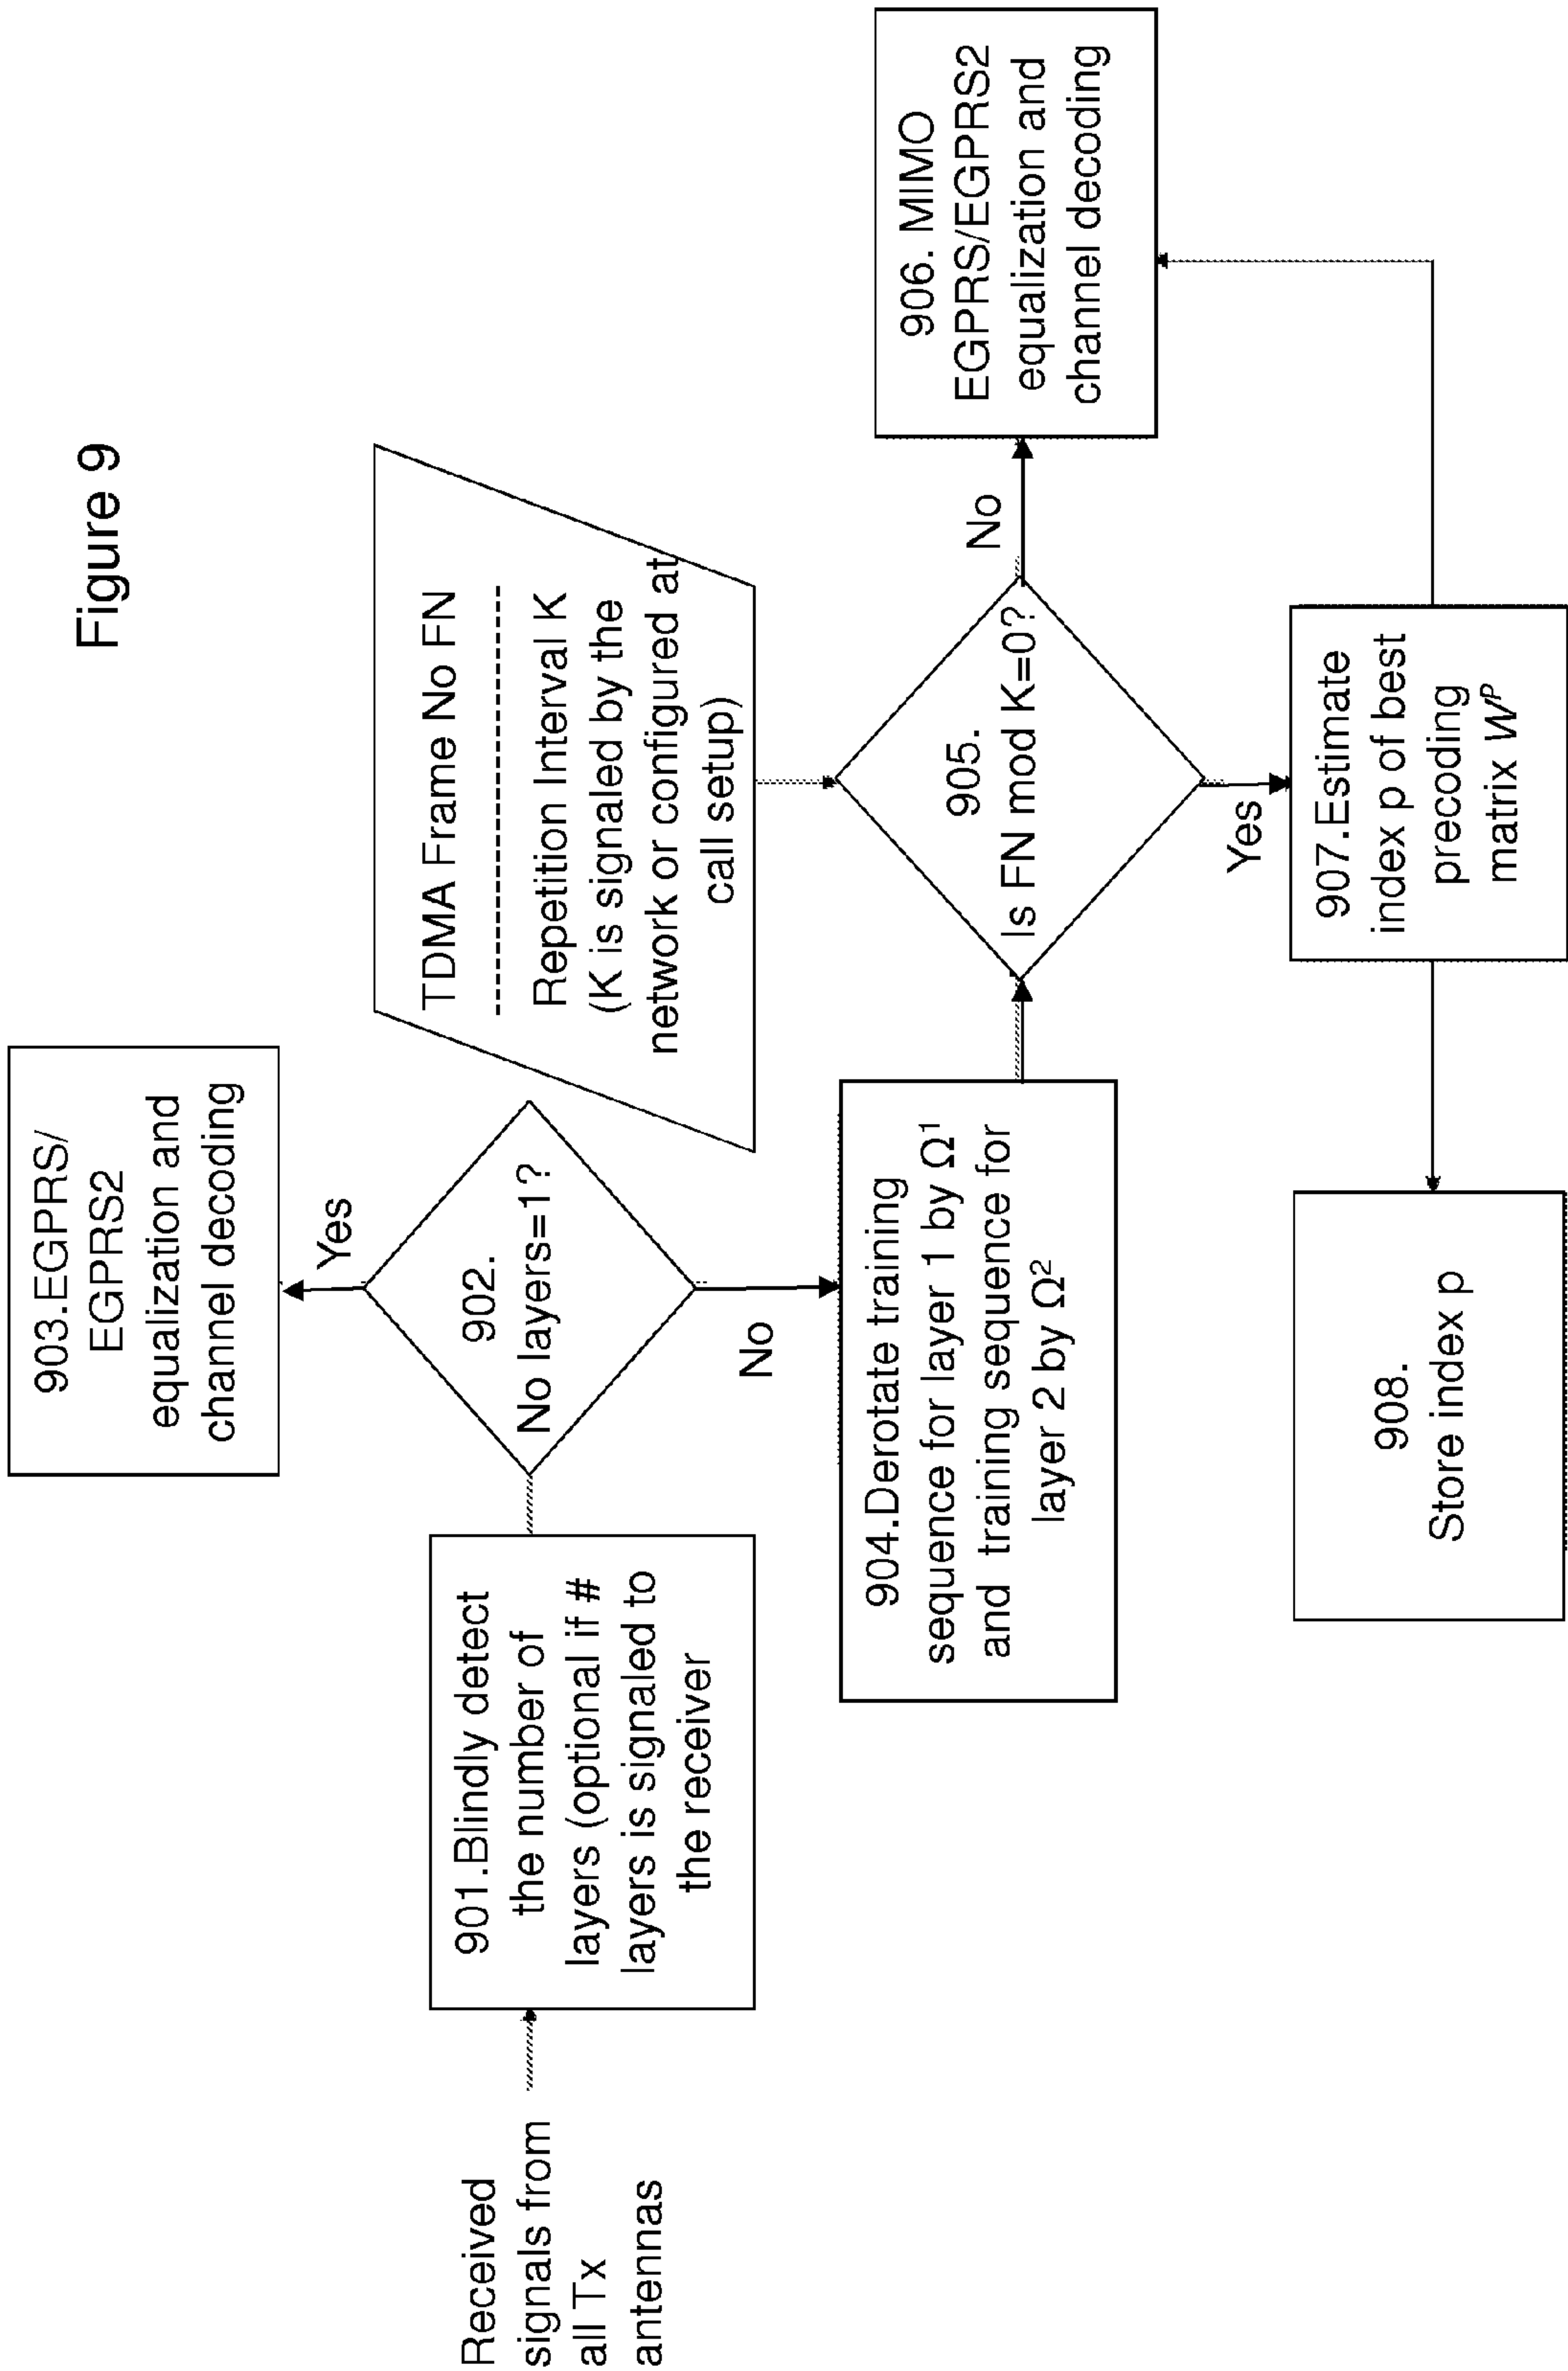 Figure 9
903.EGPRS/
EGPRS2
equalization and
channel decoding
Yes
TDMA Frame No FN
Repetition Interval K
(K is signaled by the
network or configured at
call setup)
Received
signals from
all Tx
antennas
901.Blindly detect
the number of
layers (optional if #
layers is signaled to
the receiver
902.
No layers=1?
No
904.Derotate training
sequence for layer 1 by Ω¹
and training sequence for
layer 2 by Ω²
905.
Is FN mod K=0?
No
906. MIMO
EGPRS/EGPRS2
equalization and
channel decoding
Yes
907.Estimate
index p of best
precoding
matrix Wᴾ
908.
Store index p